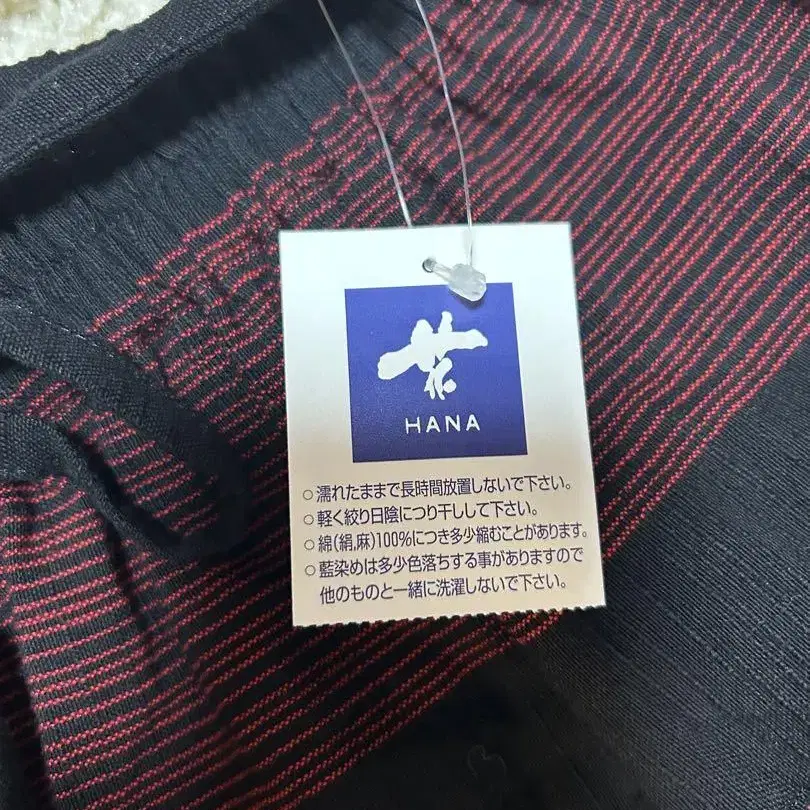 花
HANA
○濡れたままで長時間放置しないで下さい。
○軽く絞り日陰につり干しして下さい。
○綿(絹,麻)100%につき多少縮むことがあります。
○藍染めは多少色落ちする事がありますので
他のものと一緒に洗濯しないで下さい。